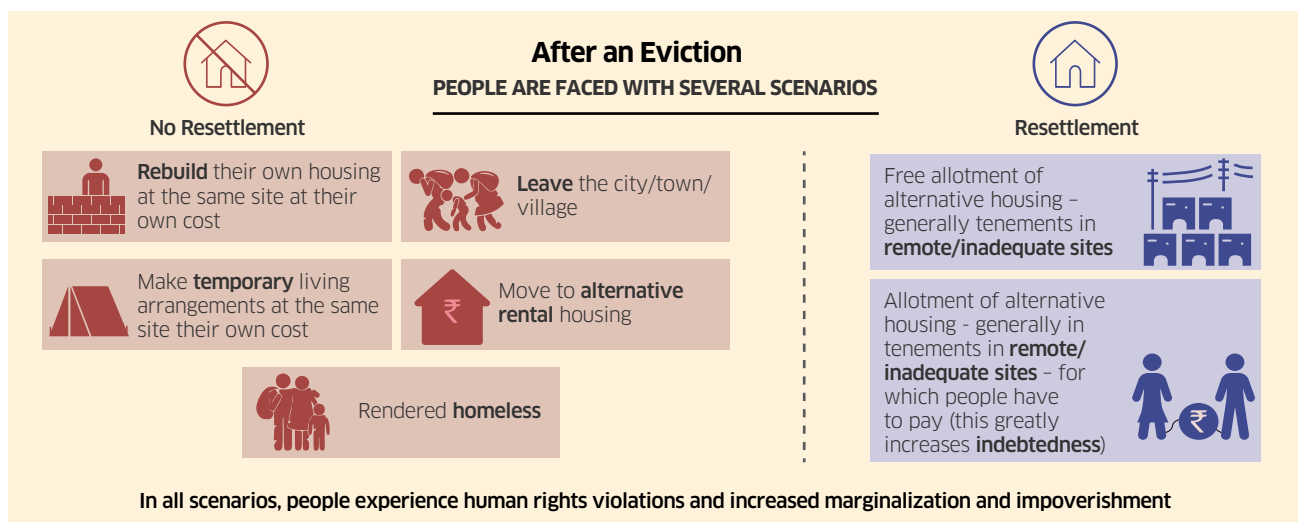 After an Eviction
PEOPLE ARE FACED WITH SEVERAL SCENARIOS
No Resettlement
Rebuild their own housing
at the same site at their
own cost
Leave the city/town/
village
Make temporary living
arrangements at the same
site their own cost
₹
Move to alternative
rental housing
Rendered homeless
Resettlement
Free allotment of
alternative housing –
generally tenements in
remote/inadequate sites
Allotment of alternative
housing - generally in
tenements in remote/
inadequate sites – for
which people have
to pay (this greatly
increases indebtedness)
₹
In all scenarios, people experience human rights violations and increased marginalization and impoverishment